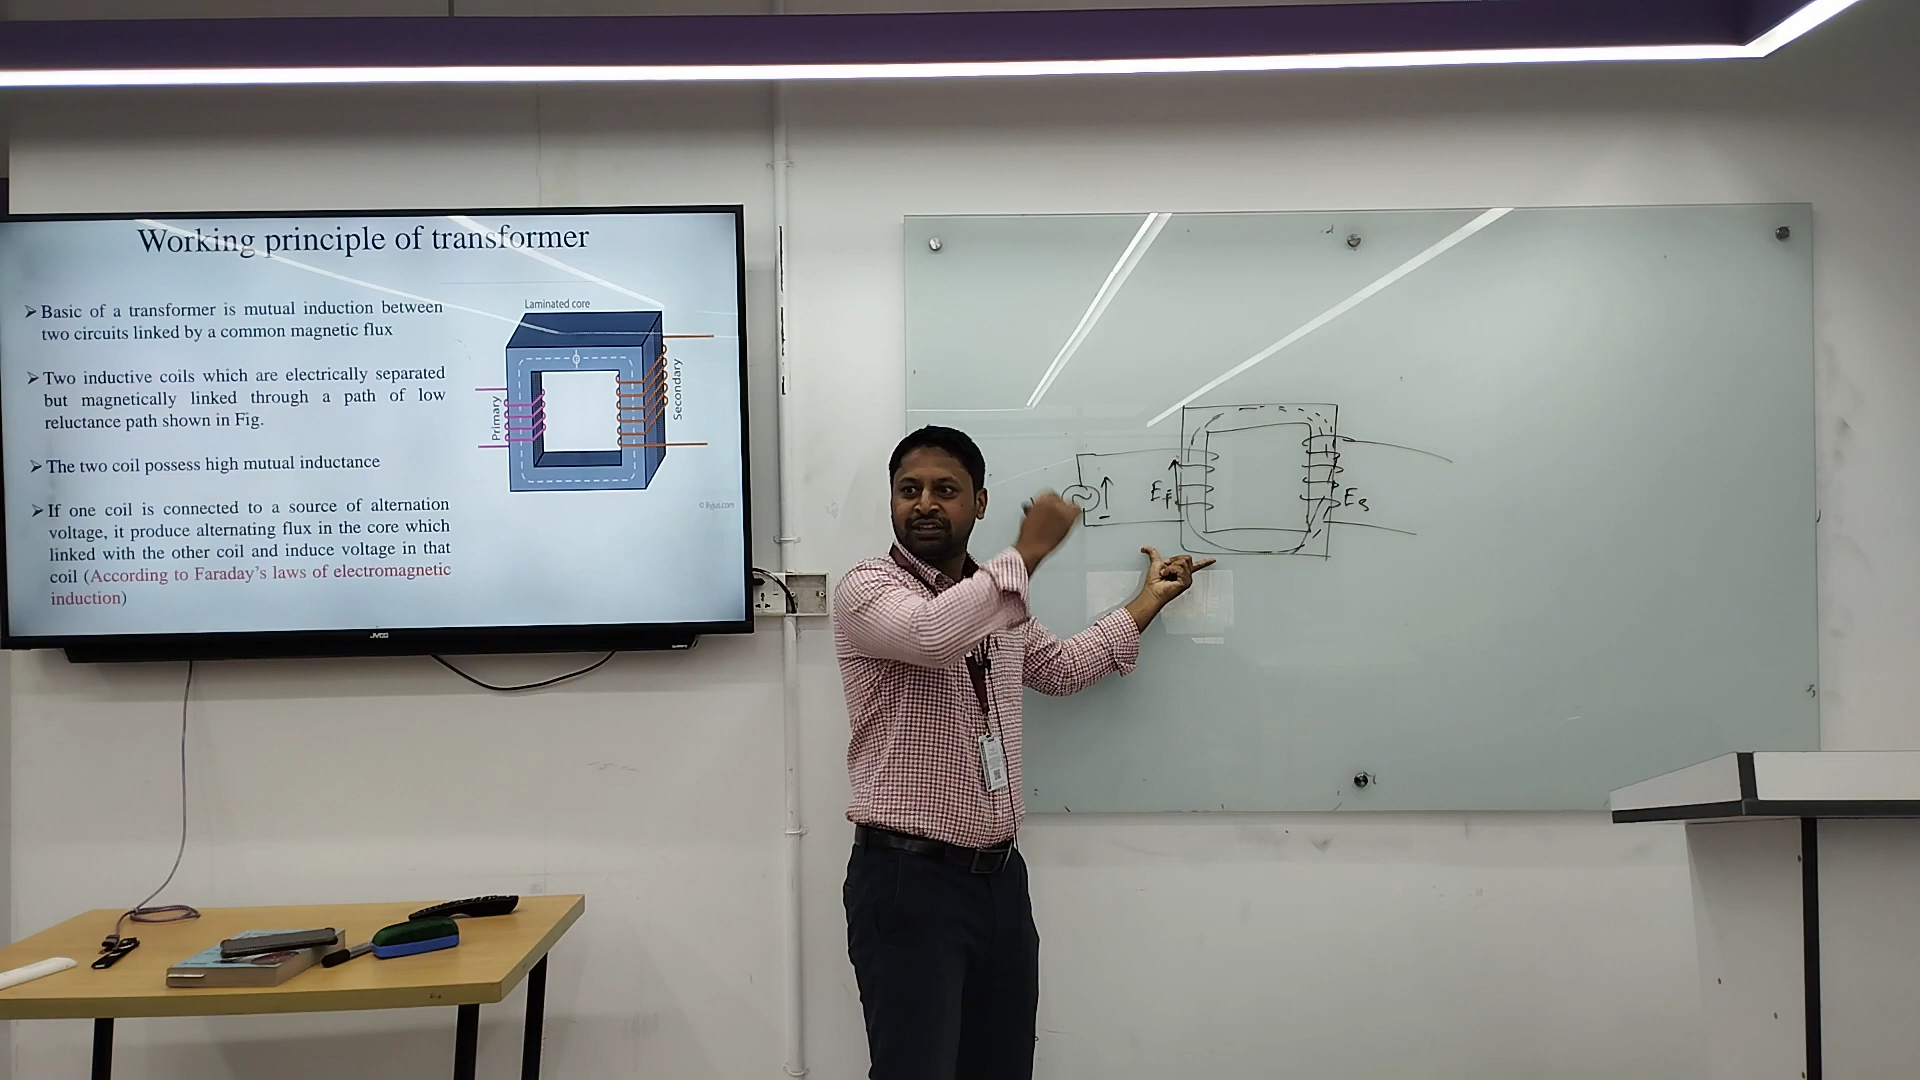 Working principle of transformer
➢ Basic of a transformer is mutual induction between
two circuits linked by a common magnetic flux
➢ Two inductive coils which are electrically separated
but magnetically linked through a path of low
reluctance path shown in Fig.
➢ The two coil possess high mutual inductance
➢ If one coil is connected to a source of alternation
voltage, it produce alternating flux in the core which
linked with the other coil and induce voltage in that
coil (According to Faraday's laws of electromagnetic
induction)
Laminated core
Primary
Secondary
© Byjus.com
JVCO
Es